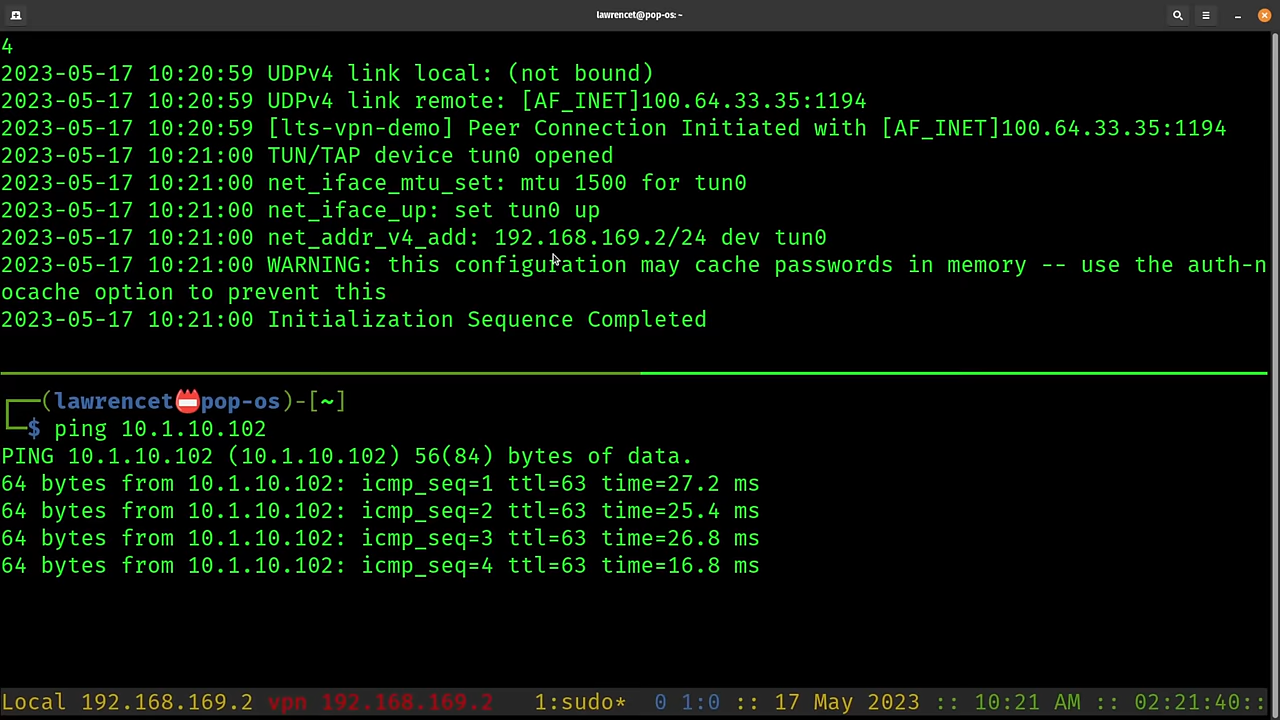 lawrencet@pop-os: ~
4
2023-05-17 10:20:59 UDPv4 link local: (not bound)
2023-05-17 10:20:59 UDPv4 link remote: [AF_INET]100.64.33.35:1194
2023-05-17 10:20:59 [lts-vpn-demo] Peer Connection Initiated with [AF_INET]100.64.33.35:1194
2023-05-17 10:21:00 TUN/TAP device tun0 opened
2023-05-17 10:21:00 net_iface_mtu_set: mtu 1500 for tun0
2023-05-17 10:21:00 net_iface_up: set tun0 up
2023-05-17 10:21:00 net_addr_v4_add: 192.168.169.2/24 dev tun0
2023-05-17 10:21:00 WARNING: this configuration may cache passwords in memory -- use the auth-n
ocache option to prevent this
2023-05-17 10:21:00 Initialization Sequence Completed
(lawrencet📛pop-os)-[~]
$ ping 10.1.10.102
PING 10.1.10.102 (10.1.10.102) 56(84) bytes of data.
64 bytes from 10.1.10.102: icmp_seq=1 ttl=63 time=27.2 ms
64 bytes from 10.1.10.102: icmp_seq=2 ttl=63 time=25.4 ms
64 bytes from 10.1.10.102: icmp_seq=3 ttl=63 time=26.8 ms
64 bytes from 10.1.10.102: icmp_seq=4 ttl=63 time=16.8 ms
Local 192.168.169.2 vpn 192.168.169.2 1:sudo* 0 1:0 :: 17 May 2023 :: 10:21 AM :: 02:21:40::